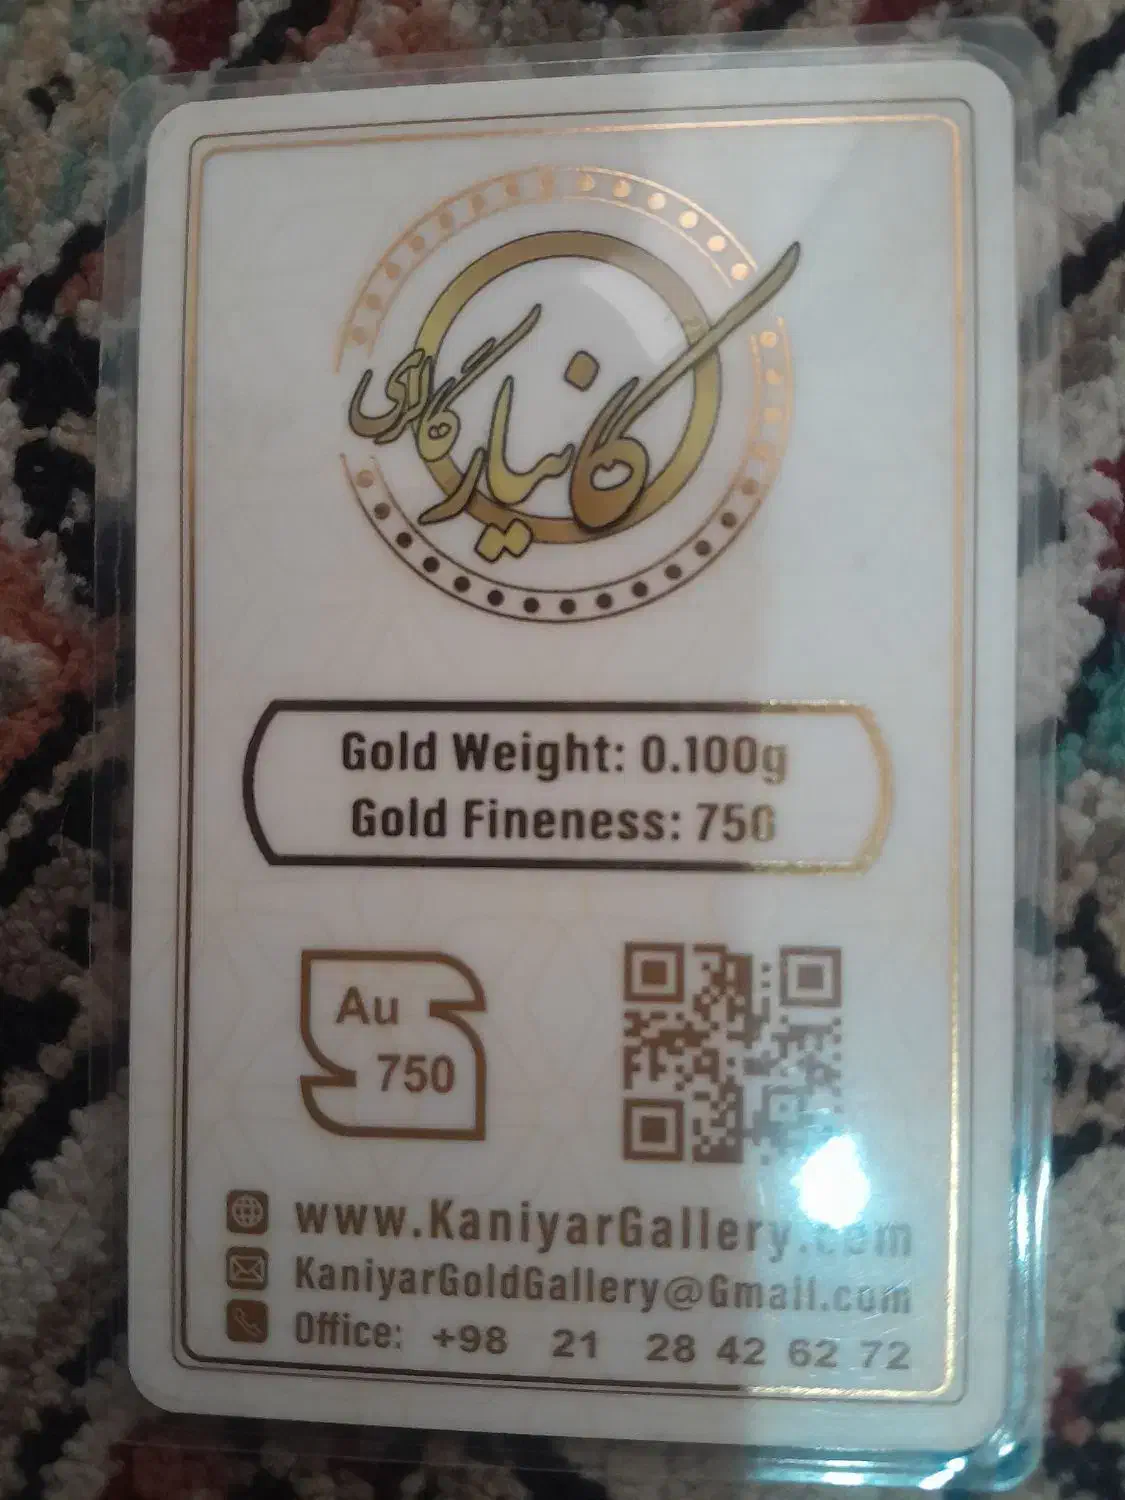 کانیار گالری
Gold Weight: 0.100g
Gold Fineness: 750
Au
750
www.KaniyarGallery.com
KaniyarGoldGallery@Gmail.com
Office: +98 21 28 42 62 72